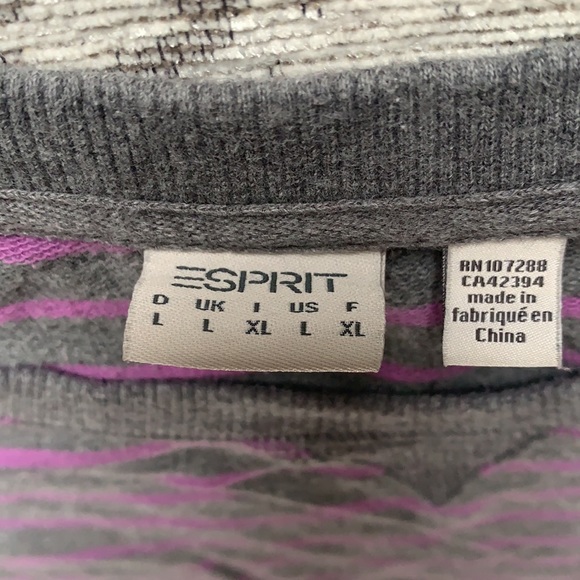 ESPRIT
D UK I US F
L L XL L XL
RN107288
CA42394
made in
fabriqué en
China